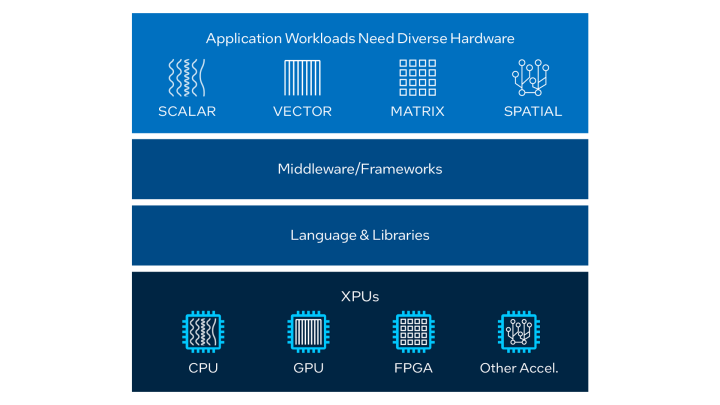 Application Workloads Need Diverse Hardware
SCALAR
VECTOR
MATRIX
SPATIAL
Middleware/Frameworks
Language & Libraries
XPUs
CPU
GPU
FPGA
Other Accel.